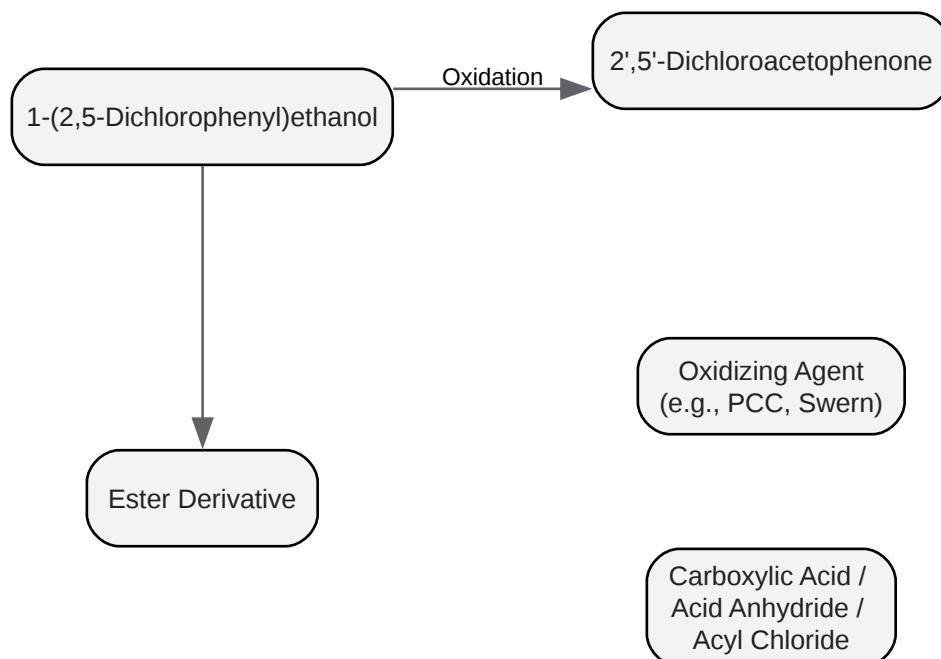 2',5'-Dichloroacetophenone
Oxidation
1-(2,5-Dichlorophenyl)ethanol
Oxidizing Agent
(e.g., PCC, Swern)
Ester Derivative
Carboxylic Acid /
Acid Anhydride /
Acyl Chloride